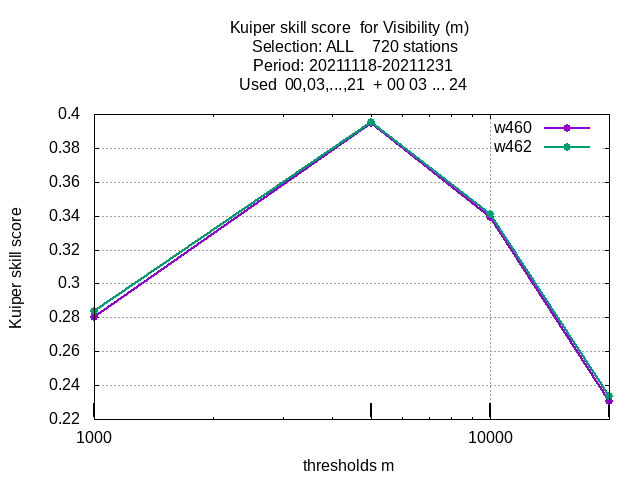 Kuiper skill score  for Visibility (m)
Selection: ALL    720 stations
Period: 20211118-20211231
Used  00,03,...,21  + 00 03 ... 24
w460
w462
0.4
0.38
0.36
0.34
0.32
0.3
0.28
0.26
0.24
0.22
Kuiper skill score
1000
10000
thresholds m